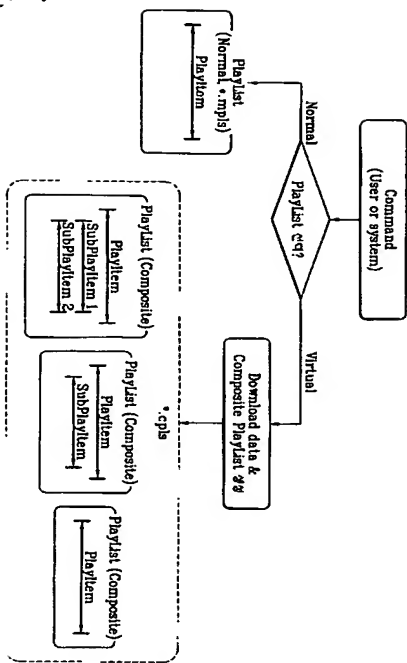 Command
(User or system)
PlayList
Normal
Virtual
PlayList
(Normal, *.mpls)
PlayItem
Download data &
Composite PlayList
*.cpls
PlayList (Composite)
PlayItem
SubPlayItem 1
SubPlayItem 2
PlayList (Composite)
PlayItem
SubPlayItem
PlayList (Composite)
PlayItem